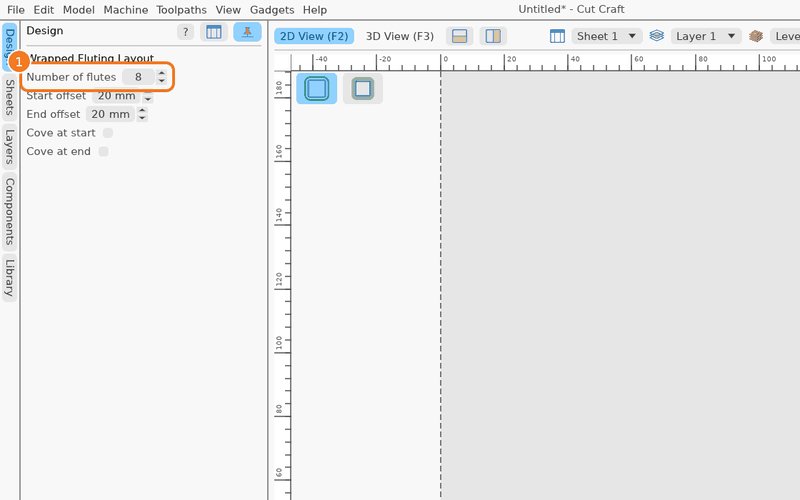 File Edit Model Machine Toolpaths View Gadgets Help Untitled* - Cut Craft
Design ?
2D View (F2) 3D View (F3) Sheet 1 Layer 1
Wrapped Fluting Layout
1
Number of flutes 8
Start offset 20 mm
End offset 20 mm
Cove at start
Cove at end
Sheets
Layers
Components
Library
-40 -20 0 20 40 60 80 100
180
160
140
120
100
80
60